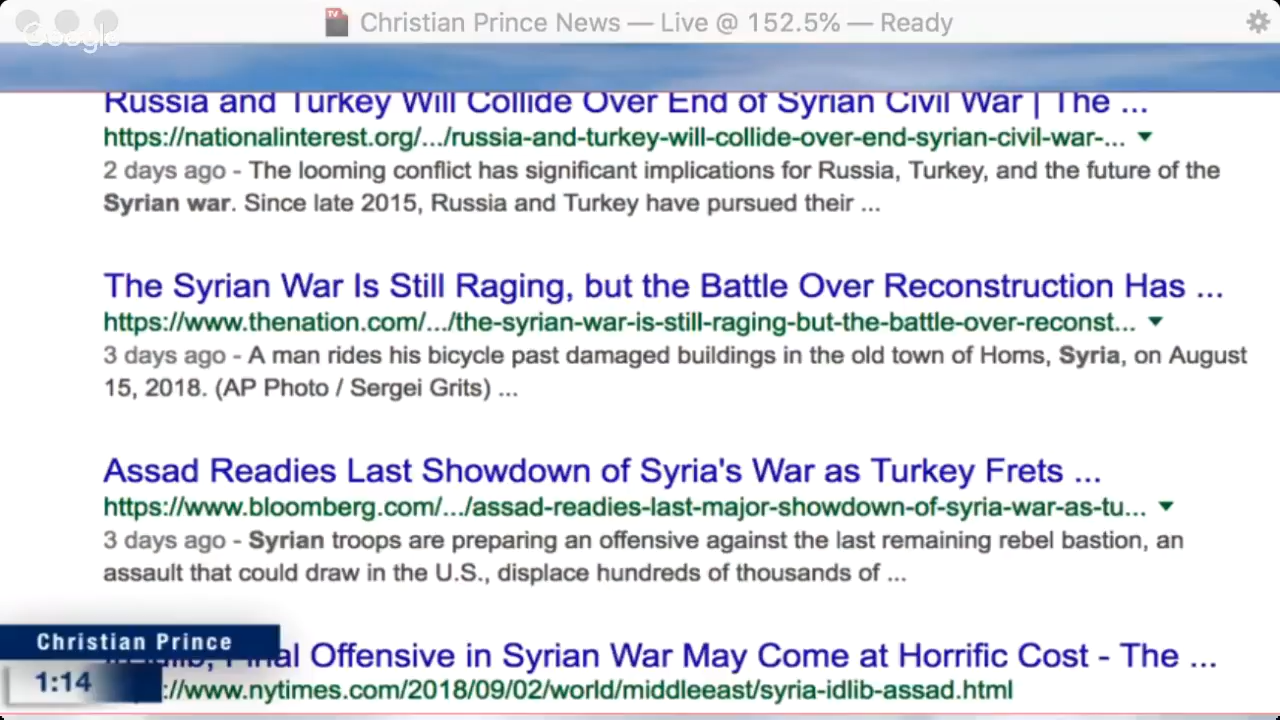 Christian Prince News — Live @ 152.5% — Ready
Google
Russia and Turkey Will Collide Over End of Syrian Civil War | The ...
https://nationalinterest.org/.../russia-and-turkey-will-collide-over-end-syrian-civil-war-...
2 days ago - The looming conflict has significant implications for Russia, Turkey, and the future of the
Syrian war. Since late 2015, Russia and Turkey have pursued their ...
The Syrian War Is Still Raging, but the Battle Over Reconstruction Has ...
https://www.thenation.com/.../the-syrian-war-is-still-raging-but-the-battle-over-reconst...
3 days ago - A man rides his bicycle past damaged buildings in the old town of Homs, Syria, on August
15, 2018. (AP Photo / Sergei Grits) ...
Assad Readies Last Showdown of Syria's War as Turkey Frets ...
https://www.bloomberg.com/.../assad-readies-last-major-showdown-of-syria-war-as-tu...
3 days ago - Syrian troops are preparing an offensive against the last remaining rebel bastion, an
assault that could draw in the U.S., displace hundreds of thousands of ...
Christian Prince
Offensive in Syrian War May Come at Horrific Cost - The ...
1:14
://www.nytimes.com/2018/09/02/world/middleeast/syria-idlib-assad.html